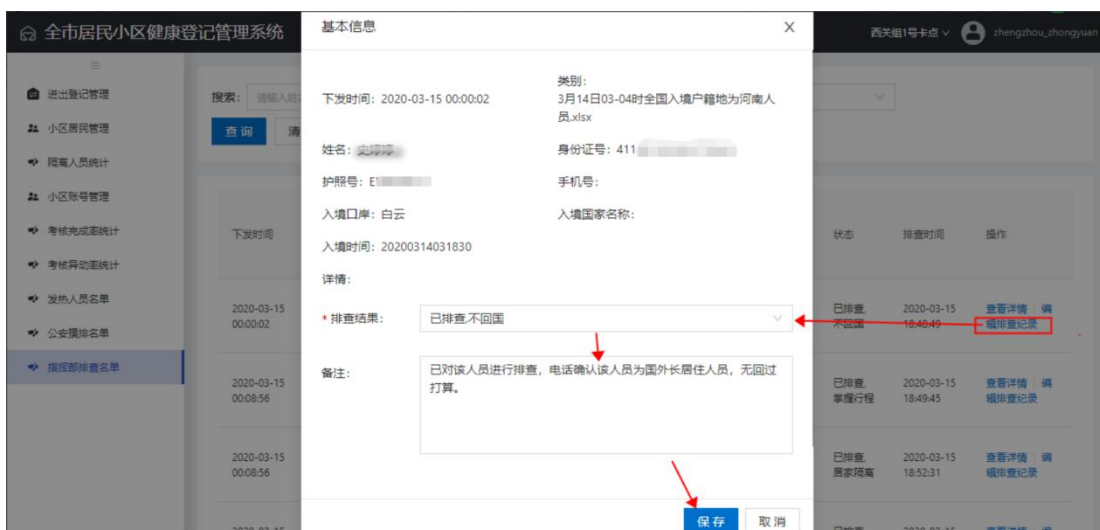 全市居民小区健康登记管理系统
西关组1号卡点
zhengzhou_zhongyuan
进出登记管理
小区居民管理
隔离人员统计
小区账号管理
考核完成率统计
考核异动率统计
发热人员名单
公安摸排名单
指挥部排查名单
搜索:
请输入姓
查询
清
下发时间
状态
排查时间
操作
2020-03-15
00:00:02
已排查,
不回国
2020-03-15
18:48:49
查看详情 编
辑排查纪录
2020-03-15
00:08:56
已排查,
掌握行程
2020-03-15
18:49:45
查看详情 编
辑排查纪录
2020-03-15
00:08:56
已排查,
居家隔离
2020-03-15
18:52:31
查看详情 编
辑排查纪录
基本信息
X
下发时间: 2020-03-15 00:00:02
类别:
3月14日03-04时全国入境户籍地为河南人
员.xlsx
姓名:
身份证号: 411
护照号: E
手机号:
入境口岸: 白云
入境国家名称:
入境时间: 20200314031830
详情:
* 排查结果:
已排查,不回国
备注:
已对该人员进行排查,电话确认该人员为国外长居住人员,无回过
打算。
保存
取消